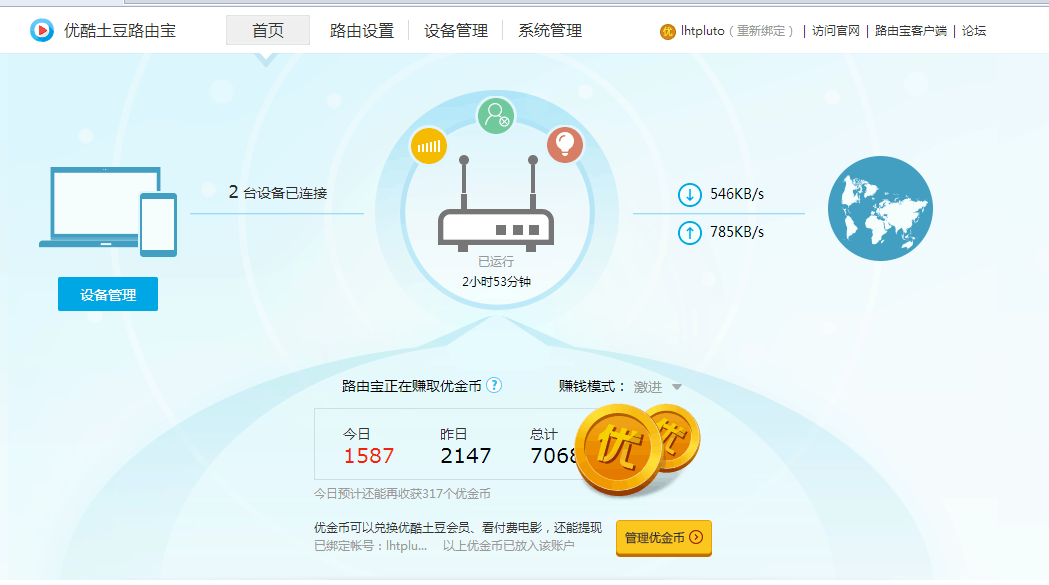 优酷土豆路由宝 首页 路由设置 设备管理 系统管理 优 lhtpluto（重新绑定） | 访问官网 | 路由宝客户端 | 论坛
2 台设备已连接
546KB/s
785KB/s
已运行
2小时53分钟
设备管理
路由宝正在赚取优金币 ? 赚钱模式： 激进
今日 昨日 总计
1587 2147 7068
优 优
今日预计还能再收获317个优金币
优金币可以兑换优酷土豆会员、看付费电影，还能提现
已绑定帐号：lhtplu... 以上优金币已放入该账户
管理优金币